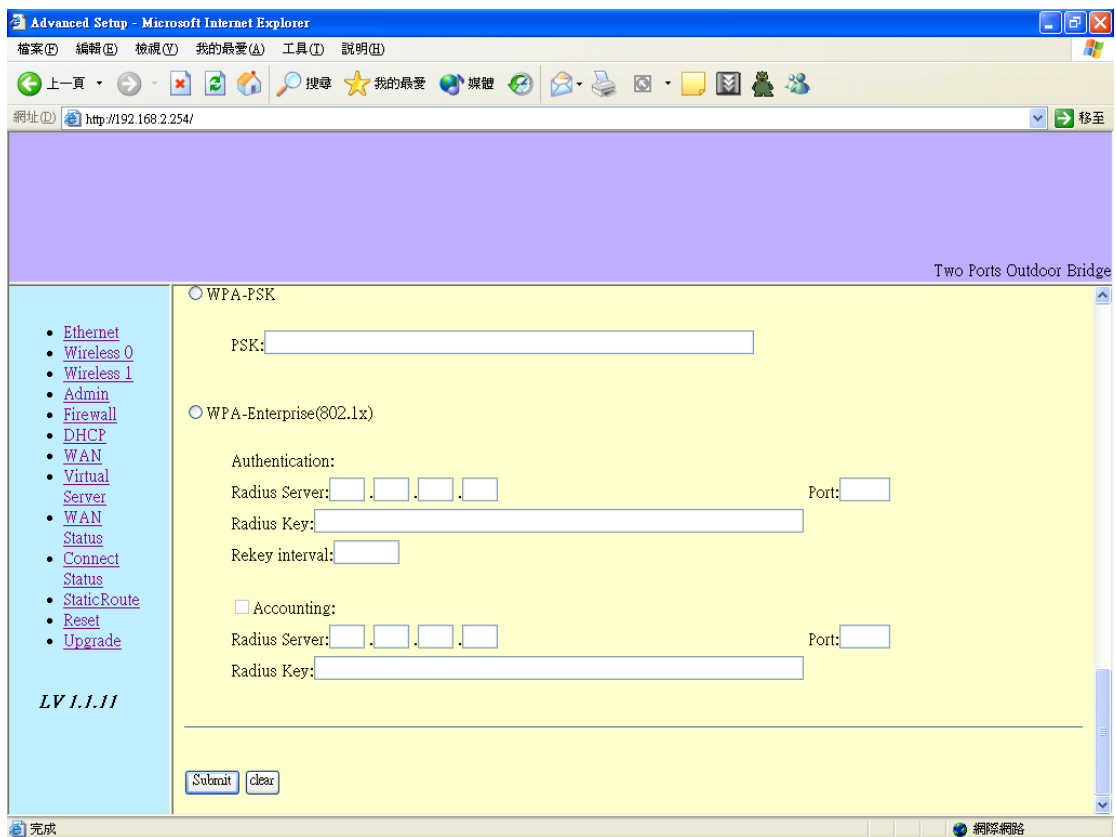 Advanced Setup - Microsoft Internet Explorer
檔案(F) 編輯(E) 檢視(V) 我的最愛(A) 工具(T) 說明(H)
上一頁 搜尋 我的最愛 媒體
網址(D) http://192.168.2.254/ 移至
Two Ports Outdoor Bridge
Ethernet
Wireless 0
Wireless 1
Admin
Firewall
DHCP
WAN
Virtual
Server
WAN
Status
Connect
Status
StaticRoute
Reset
Upgrade
LV 1.1.11
WPA-PSK
PSK:
WPA-Enterprise(802.1x)
Authentication:
Radius Server: . . . Port:
Radius Key:
Rekey interval:
Accounting:
Radius Server: . . . Port:
Radius Key:
Submit clear
完成 網際網路